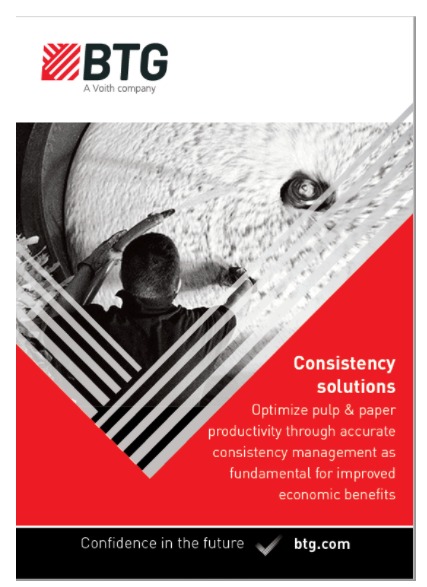 BTG
A Voith company
Consistency
solutions
Optimize pulp & paper
productivity through accurate
consistency management as
fundamental for improved
economic benefits
Confidence in the future btg.com